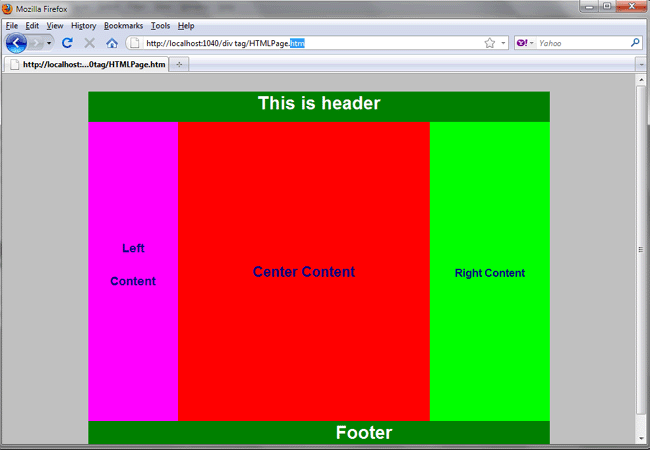 Mozilla Firefox
File Edit View History Bookmarks Tools Help
http://localhost:1040/div tag/HTMLPage.htm
Yahoo
http://localhost:...0tag/HTMLPage.htm
This is header
Left
Content
Center Content
Right Content
Footer